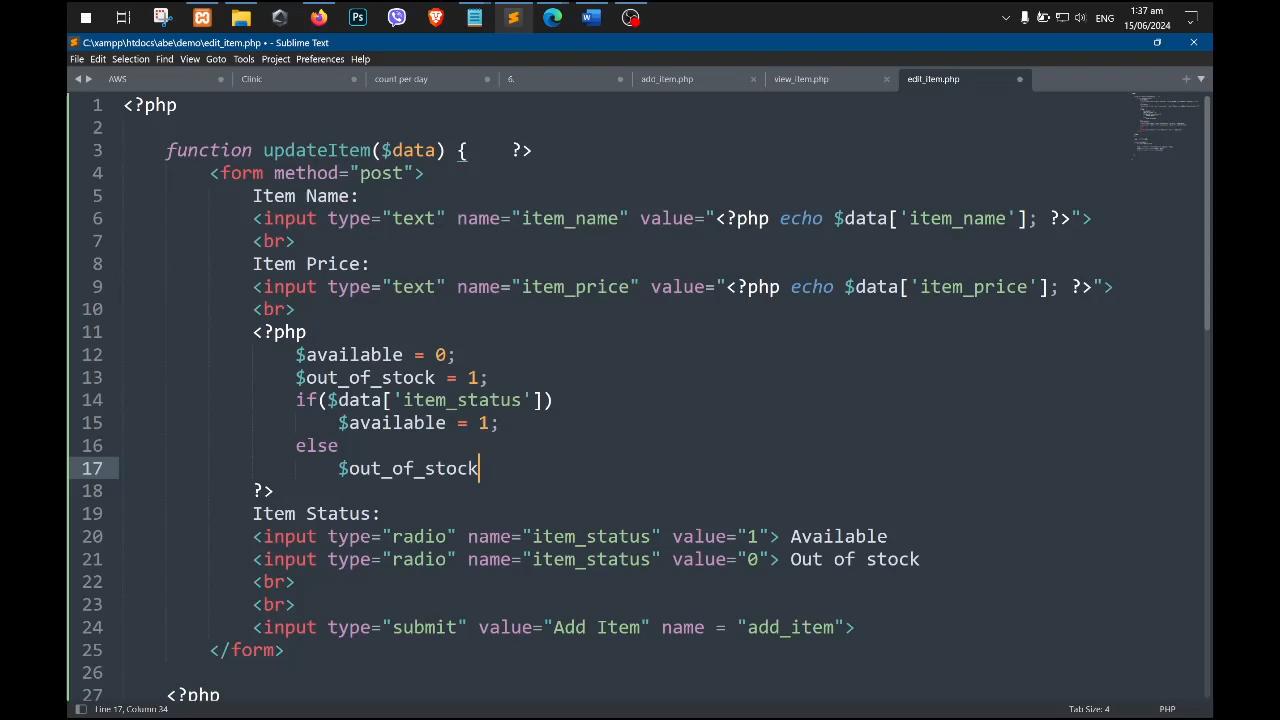 1:37 am
ENG
15/06/2024
C:\xampp\htdocs\abe\demo\edit_item.php • - Sublime Text
File Edit Selection Find View Goto Tools Project Preferences Help
AWS Clinic count per day 6. add_item.php view_item.php edit_item.php
1 <?php
2
3 function updateItem($data) { ?>
4 <form method="post">
5 Item Name:
6 <input type="text" name="item_name" value="<?php echo $data['item_name']; ?>">
7 <br>
8 Item Price:
9 <input type="text" name="item_price" value="<?php echo $data['item_price']; ?>">
10 <br>
11 <?php
12 $available = 0;
13 $out_of_stock = 1;
14 if($data['item_status'])
15 $available = 1;
16 else
17 $out_of_stock
18 ?>
19 Item Status:
20 <input type="radio" name="item_status" value="1"> Available
21 <input type="radio" name="item_status" value="0"> Out of stock
22 <br>
23 <br>
24 <input type="submit" value="Add Item" name = "add_item">
25 </form>
26
27 <?php
Line 17, Column 34
Tab Size: 4
PHP